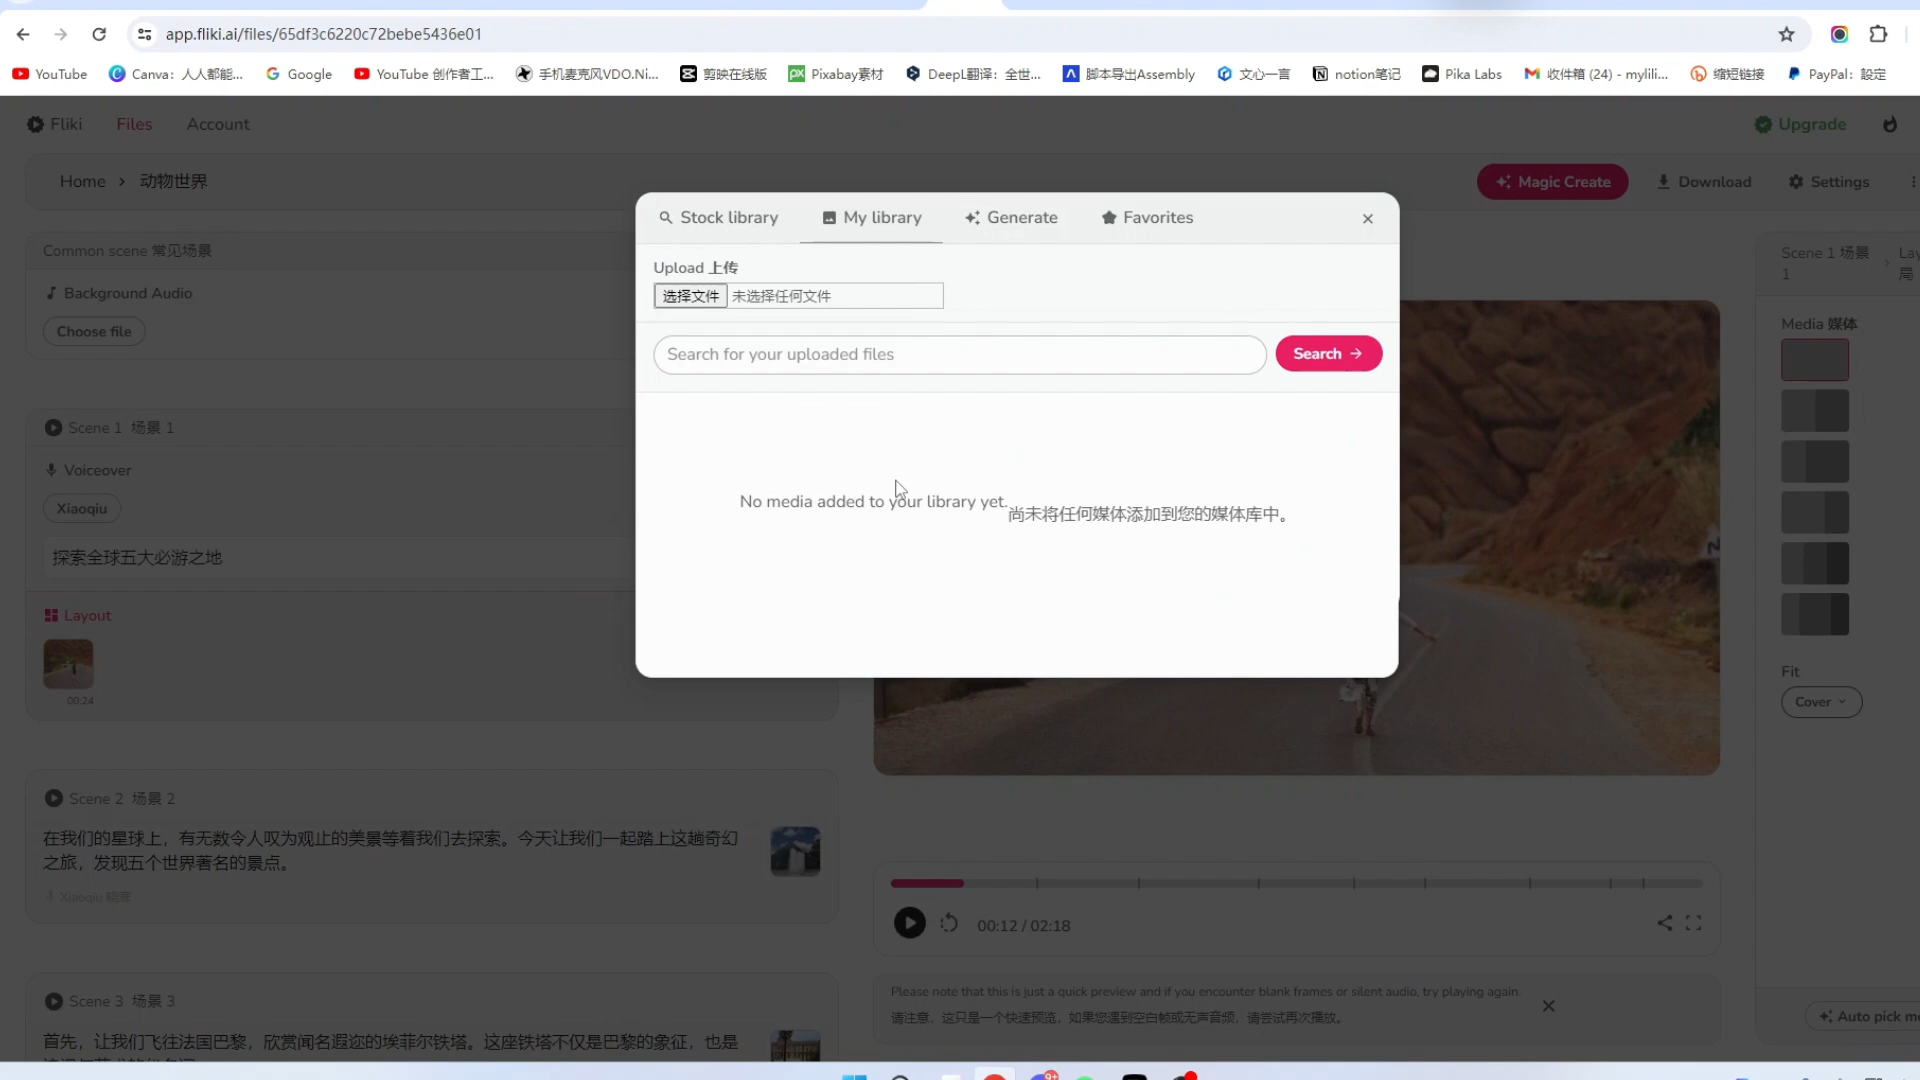 app.fliki.ai/files/65df3c6220c72bebe5436e01
YouTube
Canva：人人都能...
Google
YouTube 创作者工...
手机麦克风VDO.Ni...
剪映在线版
Pixabay素材
DeepL翻译：全世...
脚本导出Assembly
文心一言
notion笔记
Pika Labs
收件箱 (24) - mylili...
缩短链接
PayPal：設定
Fliki
Files
Account
Upgrade
Home > 动物世界
Magic Create
Download
Settings
Stock library
My library
Generate
Favorites
Upload 上传
选择文件 未选择任何文件
Search for your uploaded files
Search
No media added to your library yet.
尚未将任何媒体添加到您的媒体库中。
Common scene 常见场景
Background Audio
Choose file
Scene 1 场景 1
Voiceover
Xiaoqiu
探索全球五大必游之地
Layout
00:24
Scene 2 场景 2
在我们的星球上，有无数令人叹为观止的美景等着我们去探索。今天让我们一起踏上这趟奇幻
之旅，发现五个世界著名的景点。
Xiaoqiu 晓秋
Scene 3 场景 3
首先，让我们飞往法国巴黎，欣赏闻名遐迩的埃菲尔铁塔。这座铁塔不仅是巴黎的象征，也是
00:12 / 02:18
Please note that this is just a quick preview and if you encounter blank frames or silent audio, try playing again.
请注意，这只是一个快速预览，如果您遇到空白帧或无声音频，请尝试再次播放。
Scene 1 场景
1
Lay
局
Media 媒体
Fit
Cover
Auto pick me
9+